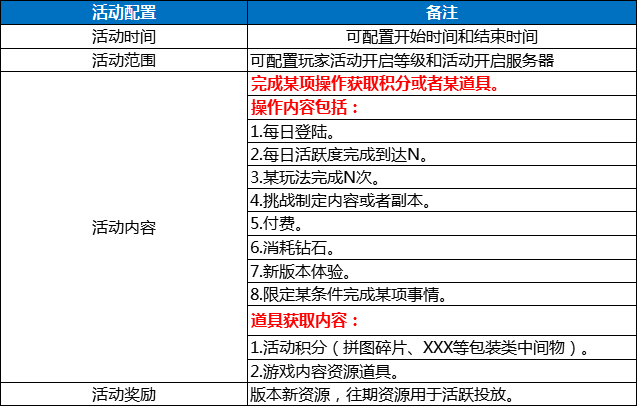 活动配置 备注
活动时间 可配置开始时间和结束时间
活动范围 可配置玩家活动开启等级和活动开启服务器
活动内容
完成某项操作获取积分或者某道具。
操作内容包括：
1.每日登陆。
2.每日活跃度完成到达N。
3.某玩法完成N次。
4.挑战制定内容或者副本。
5.付费。
6.消耗钻石。
7.新版本体验。
8.限定某条件完成某项事情。
道具获取内容：
1.活动积分（拼图碎片、XXX等包装类中间物）。
2.游戏内容资源道具。
活动奖励 版本新资源，往期资源用于活跃投放。